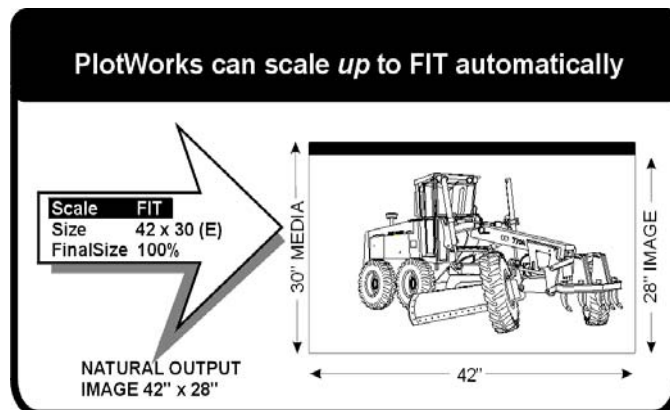 PlotWorks can scale up to FIT automatically
Scale FIT
Size 42 x 30 (E)
FinalSize 100%
NATURAL OUTPUT
IMAGE 42" x 28"
30" MEDIA
28" IMAGE
42"